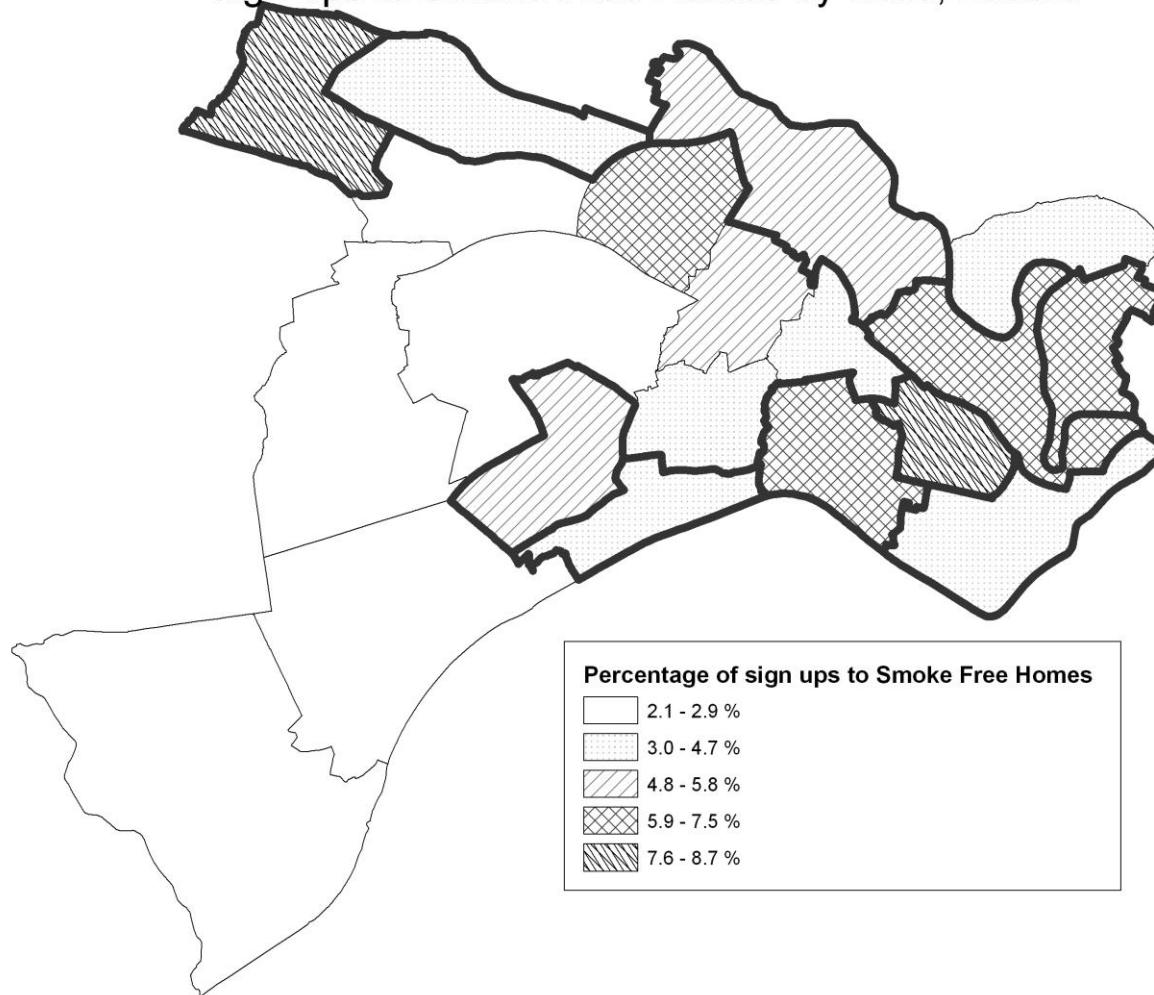 Percentage of sign ups to Smoke Free Homes
2.1 - 2.9 %
3.0 - 4.7 %
4.8 - 5.8 %
5.9 - 7.5 %
7.6 - 8.7 %